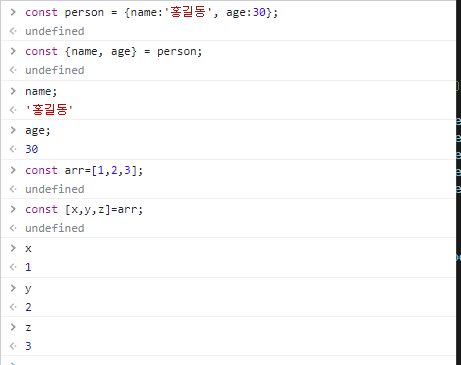 > const person = {name:'홍길동', age:30};
undefined
> const {name, age} = person;
undefined
> name;
'홍길동'
> age;
30
> const arr=[1,2,3];
undefined
> const [x,y,z]=arr;
undefined
> x
1
> y
2
> z
3